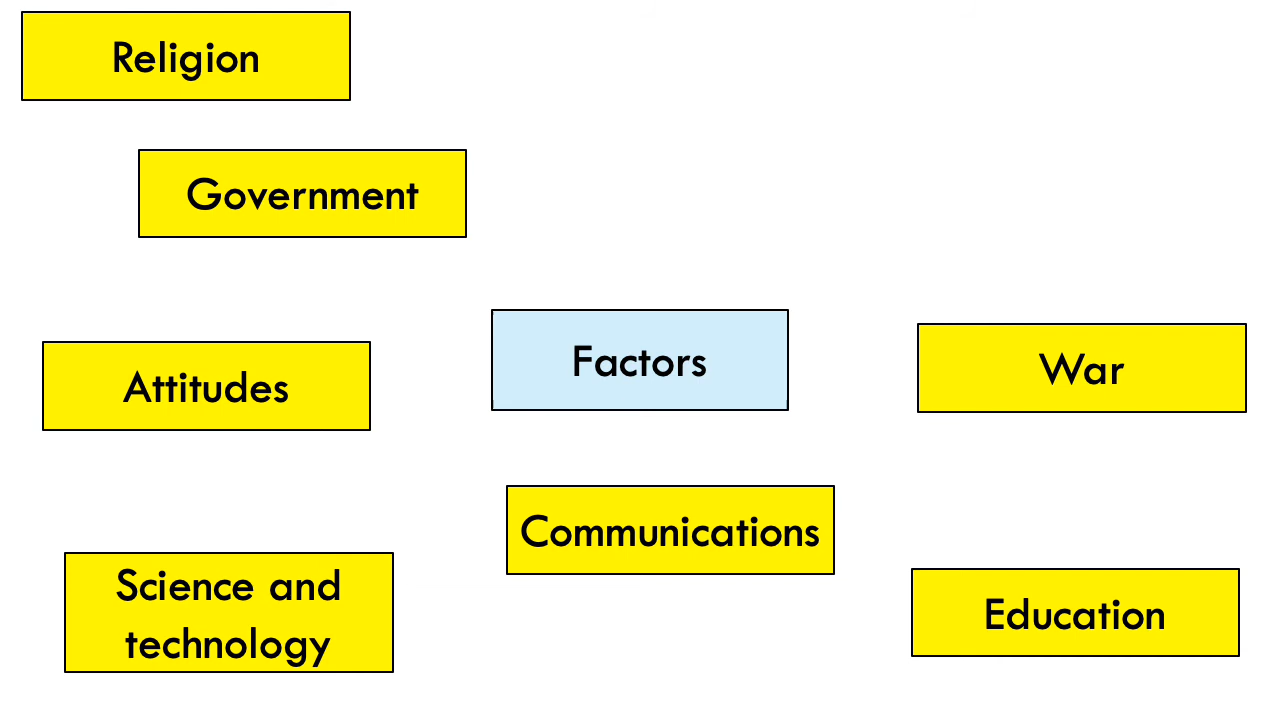 Religion
Government
Factors
War
Attitudes
Communications
Science and
technology
Education